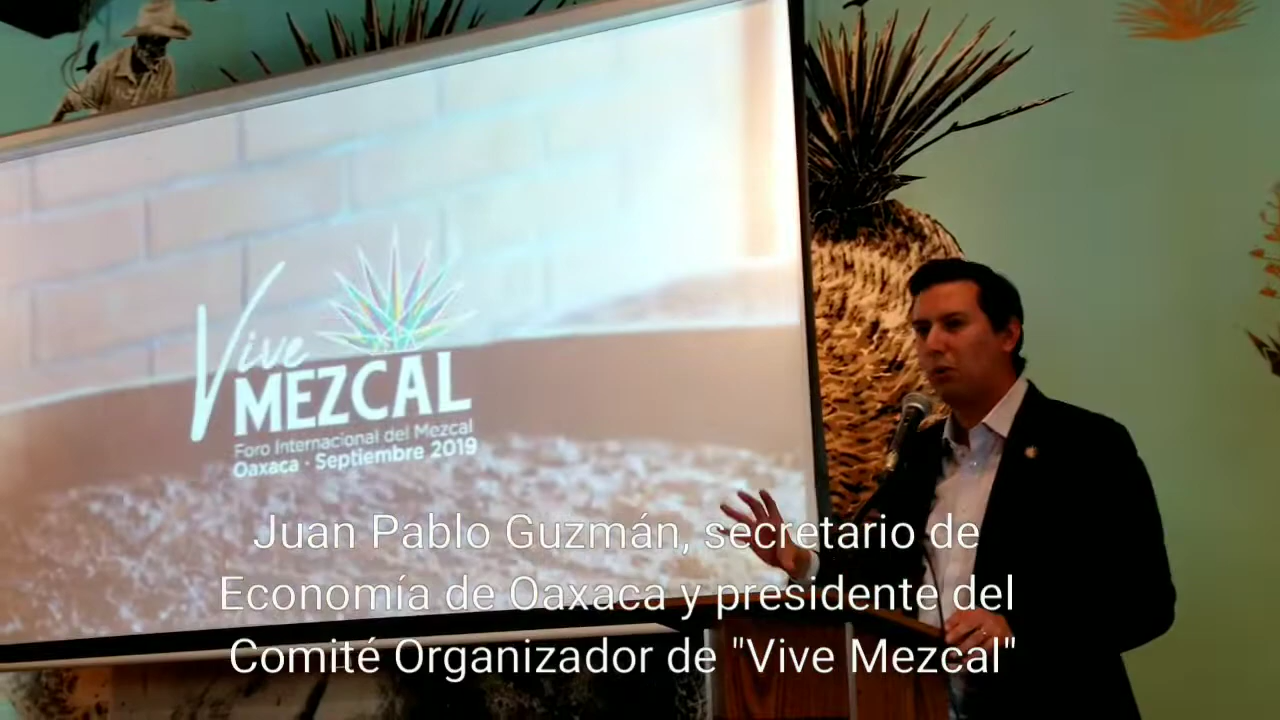 Vive
MEZCAL
Foro Internacional del Mezcal
Oaxaca · Septiembre 2019
Juan Pablo Guzmán, secretario de
Economía de Oaxaca y presidente del
Comité Organizador de "Vive Mezcal"